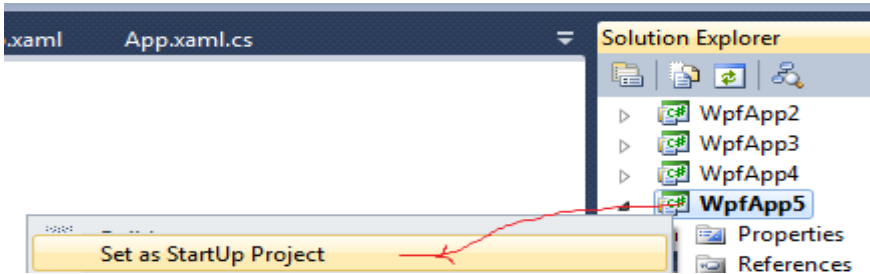 .xaml App.xaml.cs
Solution Explorer
WpfApp2
WpfApp3
WpfApp4
WpfApp5
Properties
References
Set as StartUp Project